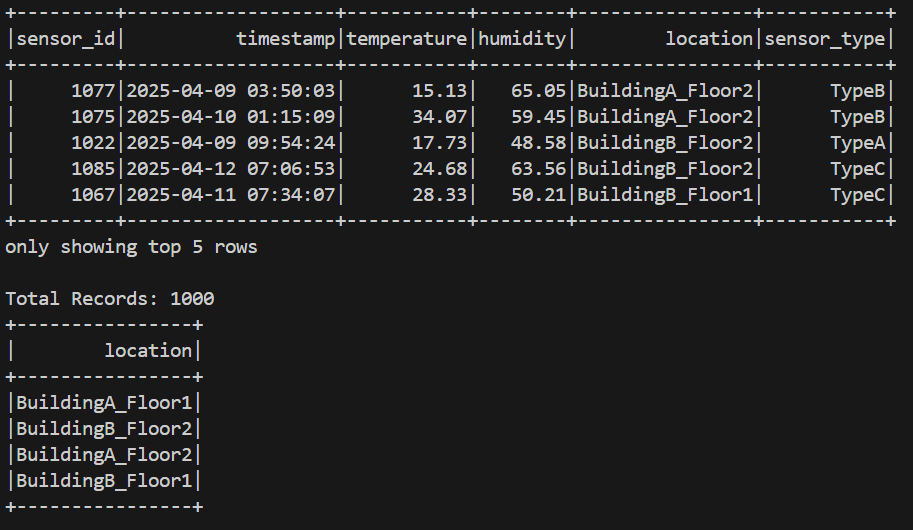 +---------+-------------------+-----------+--------+----------------+-----------+
|sensor_id|          timestamp|temperature|humidity|        location|sensor_type|
+---------+-------------------+-----------+--------+----------------+-----------+
|     1077|2025-04-09 03:50:03|      15.13|   65.05|BuildingA_Floor2|      TypeB|
|     1075|2025-04-10 01:15:09|      34.07|   59.45|BuildingA_Floor2|      TypeB|
|     1022|2025-04-09 09:54:24|      17.73|   48.58|BuildingB_Floor2|      TypeA|
|     1085|2025-04-12 07:06:53|      24.68|   63.56|BuildingB_Floor2|      TypeC|
|     1067|2025-04-11 07:34:07|      28.33|   50.21|BuildingB_Floor1|      TypeC|
+---------+-------------------+-----------+--------+----------------+-----------+
only showing top 5 rows

Total Records: 1000
+----------------+
|        location|
+----------------+
|BuildingA_Floor1|
|BuildingB_Floor2|
|BuildingA_Floor2|
|BuildingB_Floor1|
+----------------+